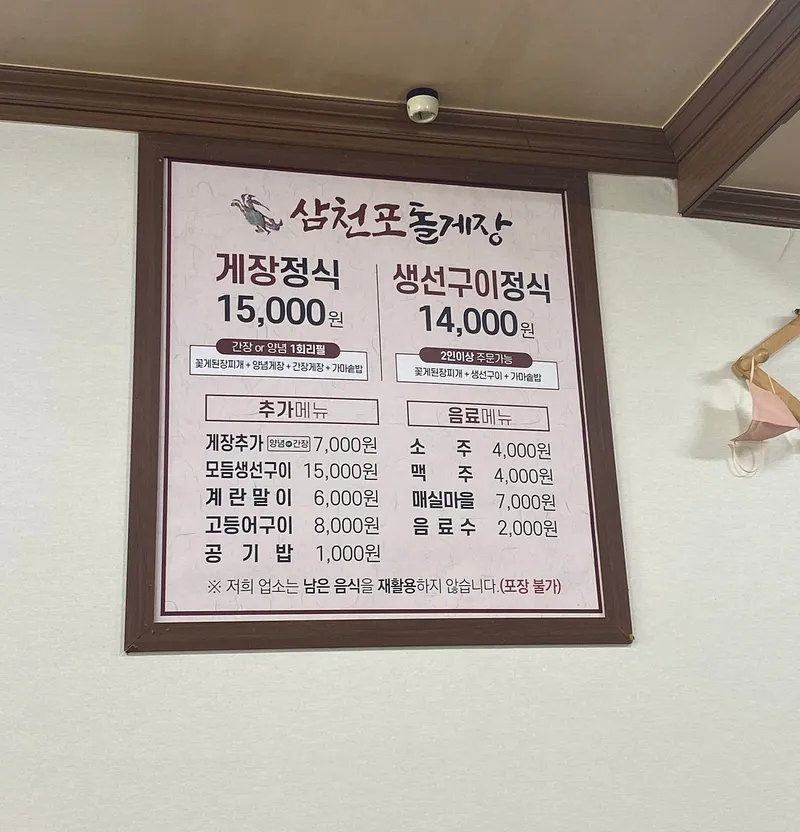 삼천포돌게장
게장정식
15,000원
간장 or 양념 1회리필
꽃게된장찌개 + 양념게장 + 간장게장 + 가마솥밥
생선구이정식
14,000원
2인이상 주문가능
꽃게된장찌개 + 생선구이 + 가마솥밥
추가메뉴
게장추가 양념or간장 7,000원
모듬생선구이 15,000원
계란말이 6,000원
고등어구이 8,000원
공기밥 1,000원
음료메뉴
소주 4,000원
맥주 4,000원
매실마을 7,000원
음료수 2,000원
※ 저희 업소는 남은 음식을 재활용하지 않습니다.(포장 불가)